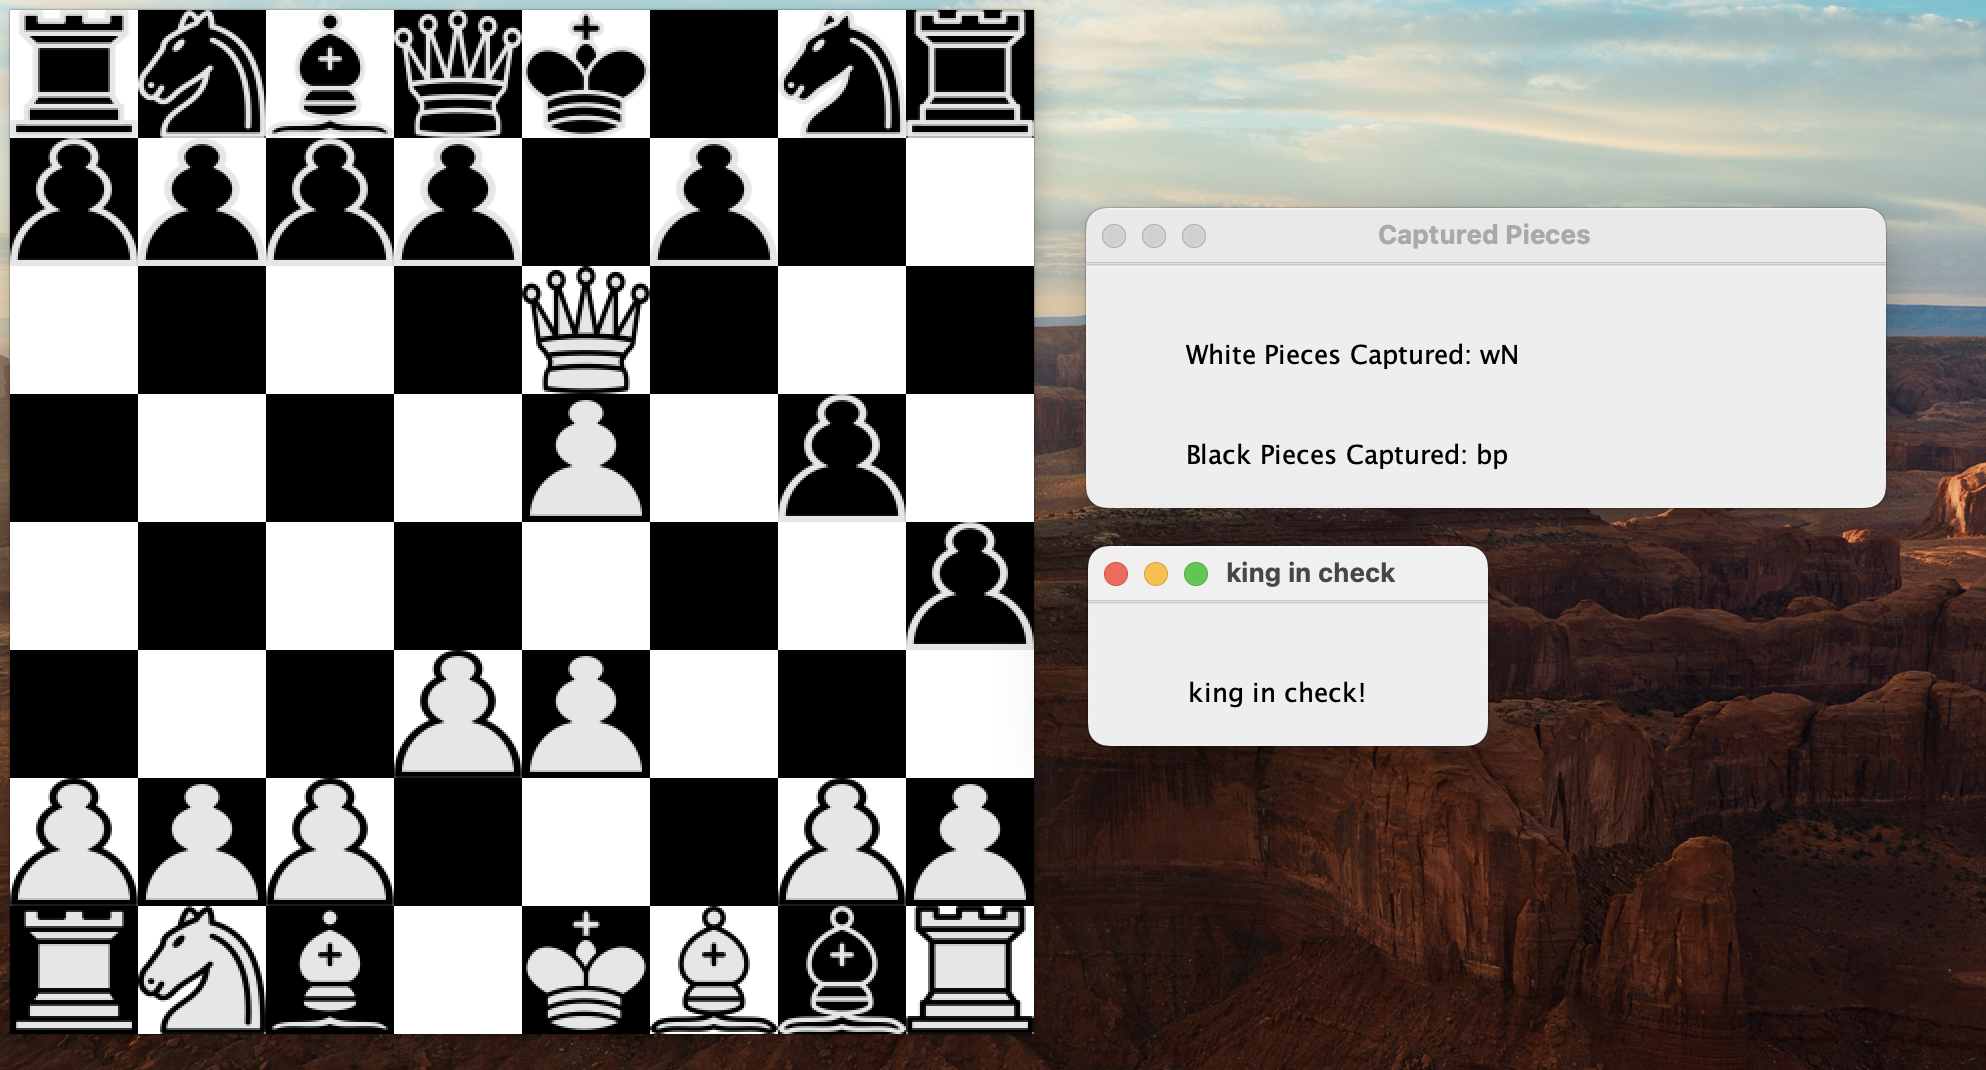 Captured Pieces
White Pieces Captured: wN
Black Pieces Captured: bp
king in check
king in check!